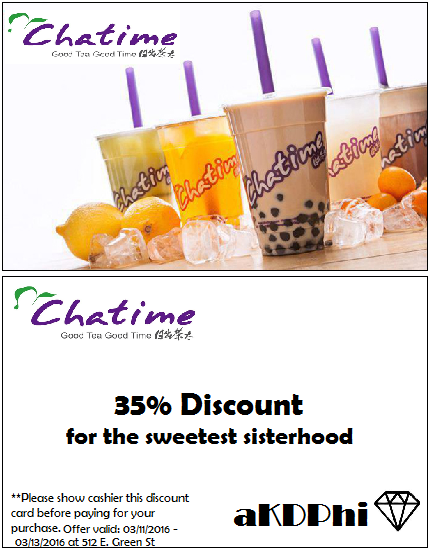 Chatime
Good Tea Good Time 日出茶太
Chatime
Chatime
Chatime
Chatime
Chatime
Good Tea Good Time 日出茶太
35% Discount
for the sweetest sisterhood
**Please show cashier this discount
card before paying for your
purchase. Offer valid: 03/11/2016 -
03/13/2016 at 512 E. Green St
aKDPhi